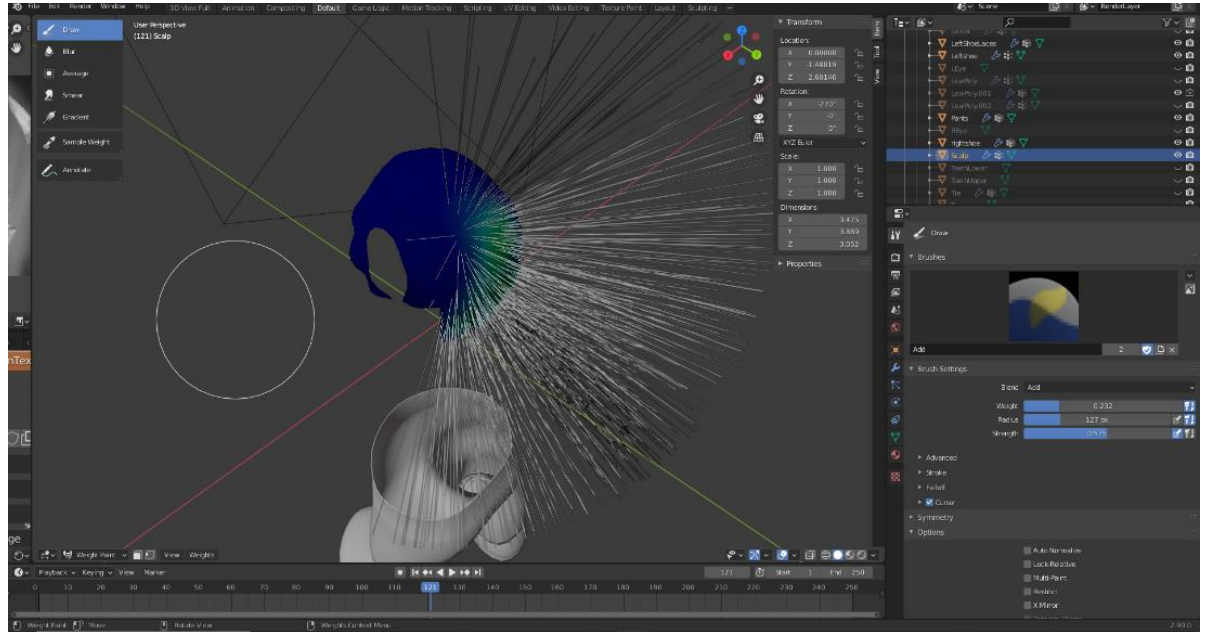 File Edit Render Window Help 3D View Full Animation Compositing Default Game Logic Motion Tracking Scripting UV Editing Video Editing Texture Paint Layout Sculpting Scene RenderLayer
Draw
Blur
Average
Smear
Gradient
Sample Weight
Annotate
User Perspective
(121) Scalp
Transform
Location:
X 0.00000
Y -1.48819
Z 2.60146
Rotation:
X -270°
Y -0°
Z 0°
XYZ Euler
Scale:
X 1.000
Y 1.000
Z 1.000
Dimensions:
X 3.475
Y 3.889
Z 3.052
Properties
Item
Tool
View
LeftShoeLaces
Leftshoe
LEye
LowPoly
LowPoly.001
LowPoly.002
Pants
REye
rightshoe
Scalp
TeethLower
TeethUpper
Tie
Draw
Brushes
Add 2
Brush Settings
Blend Add
Weight 0.232
Radius 127 px
Strength
Advanced
Stroke
Falloff
Cursor
Symmetry
Options
Auto Normalize
Lock-Relative
Multi-Paint
Restrict
X Mirror
nTex
ge
Weight Paint View Weights
Playback Keying View Marker 121 Start 1 End 250
0 10 20 30 40 50 60 70 80 90 100 110 121 130 140 150 160 170 180 190 200 210 220 230 240 250
Weight Paint Move Rotate View Weights Context Menu 2.90.0